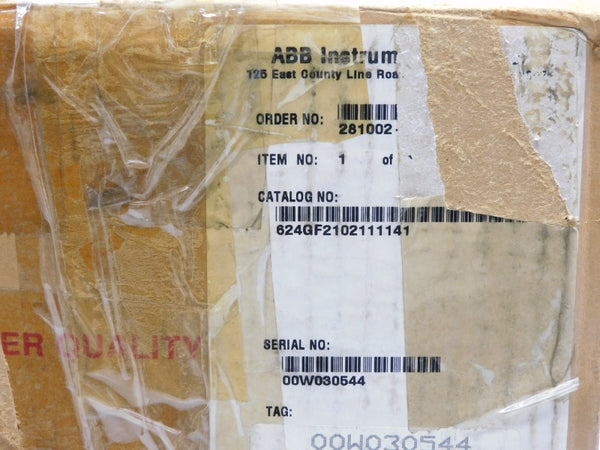 ABB Instrum
125 East County Line Roa
ORDER NO:
281002-
ITEM NO: 1 of
CATALOG NO:
624GF2102111141
ER QUALITY
SERIAL NO:
00W030544
TAG:
00W030544